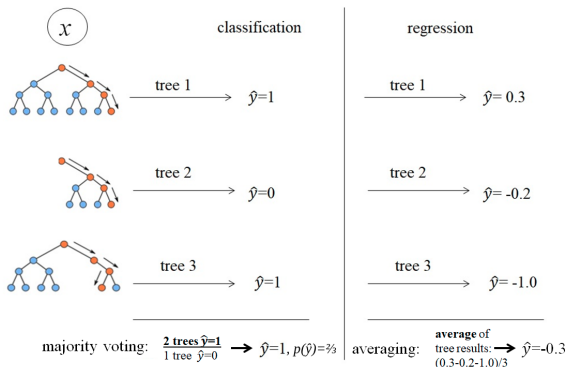 x
classification
regression
tree 1
ŷ=1
tree 1
ŷ= 0.3
tree 2
ŷ=0
tree 2
ŷ= -0.2
tree 3
ŷ=1
tree 3
ŷ= -1.0
majority voting:
2 trees ŷ=1
1 tree ŷ=0
ŷ=1, p(ŷ)=⅔
averaging:
average of
tree results:
(0.3-0.2-1.0)/3
ŷ=-0.3